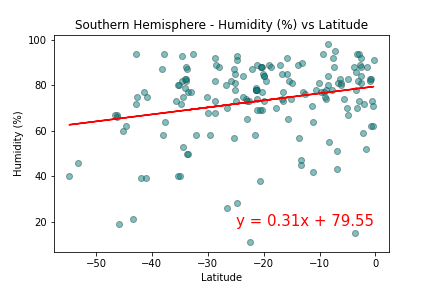 Southern Hemisphere - Humidity (%) vs Latitude
100
80
60
40
20
Humidity (%)
y = 0.31x + 79.55
−50
−40
−30
−20
−10
0
Latitude